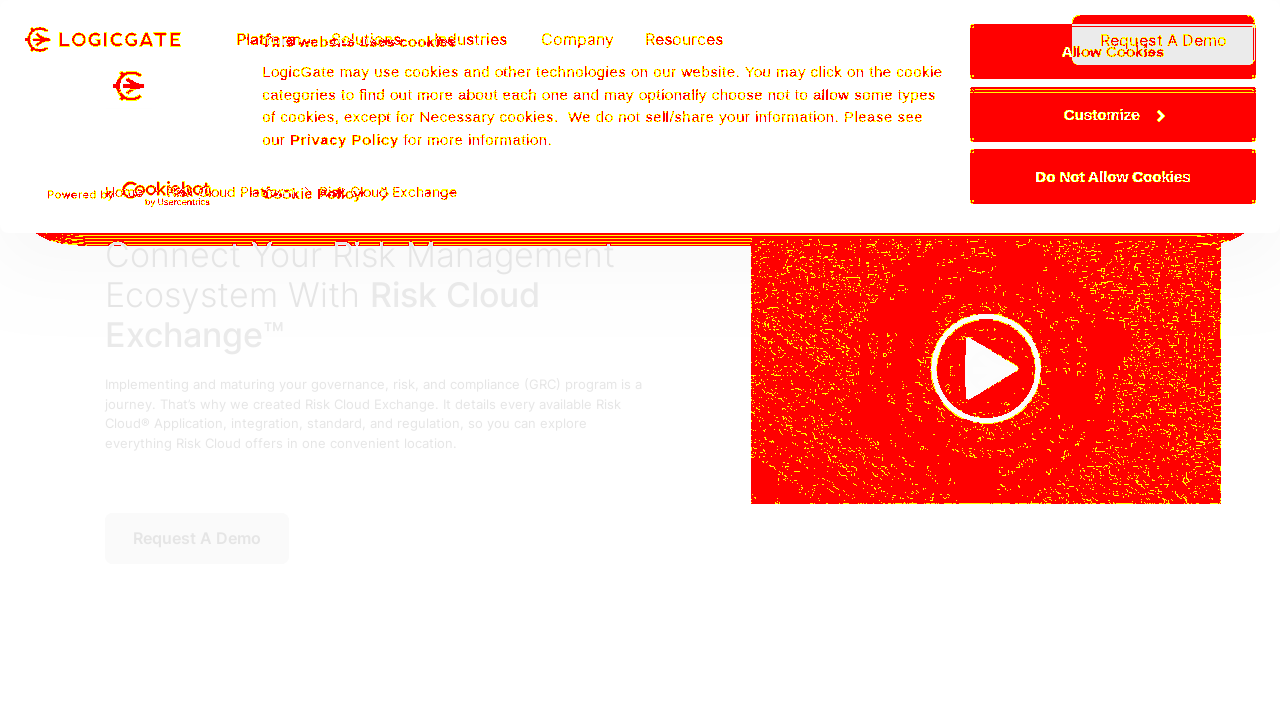 LOGICGATE
Platform Solutions Industries Company Resources
Request A Demo
This website uses cookies
LogicGate may use cookies and other technologies on our website. You may click on the cookie
categories to find out more about each one and may optionally choose not to allow some types
of cookies, except for Necessary cookies. We do not sell/share your information. Please see
our Privacy Policy for more information.
Allow Cookies
Customize
Do Not Allow Cookies
Powered by Cookiebot
by Usercentrics
Home Risk Cloud Platform Risk Cloud Exchange
Cookie Policy
Connect Your Risk Management
Ecosystem With Risk Cloud
Exchange™
Implementing and maturing your governance, risk, and compliance (GRC) program is a
journey. That's why we created Risk Cloud Exchange. It details every available Risk
Cloud® Application, integration, standard, and regulation, so you can explore
everything Risk Cloud offers in one convenient location.
Request A Demo